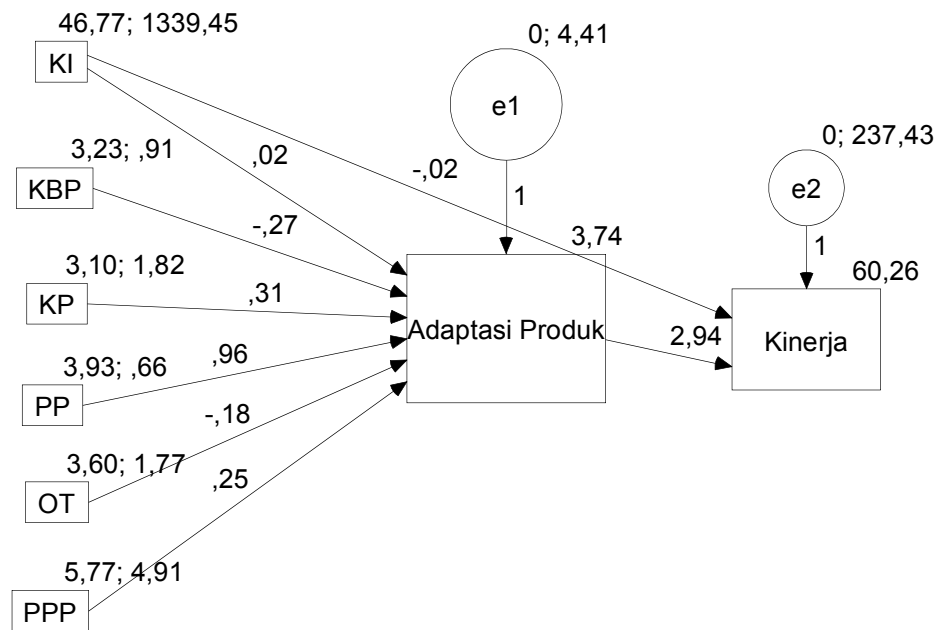 46,77; 1339,45
KI
0; 4,41
e1
3,23; ,91
KBP
,02
-,02
0; 237,43
e2
1
1
-,27
3,74
3,10; 1,82
KP
,31
60,26
Adaptasi Produk
2,94
Kinerja
3,93; ,66
PP
,96
-,18
3,60; 1,77
OT
,25
5,77; 4,91
PPP